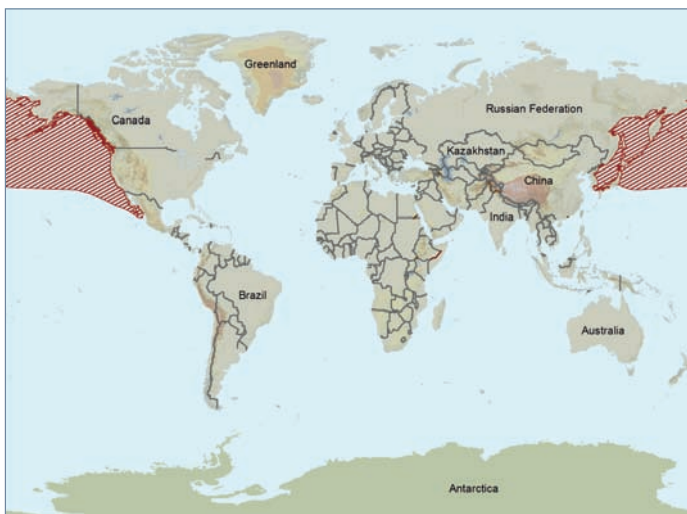 Greenland
Canada
Russian Federation
Kazakhstan
China
India
Brazil
Australia
Antarctica